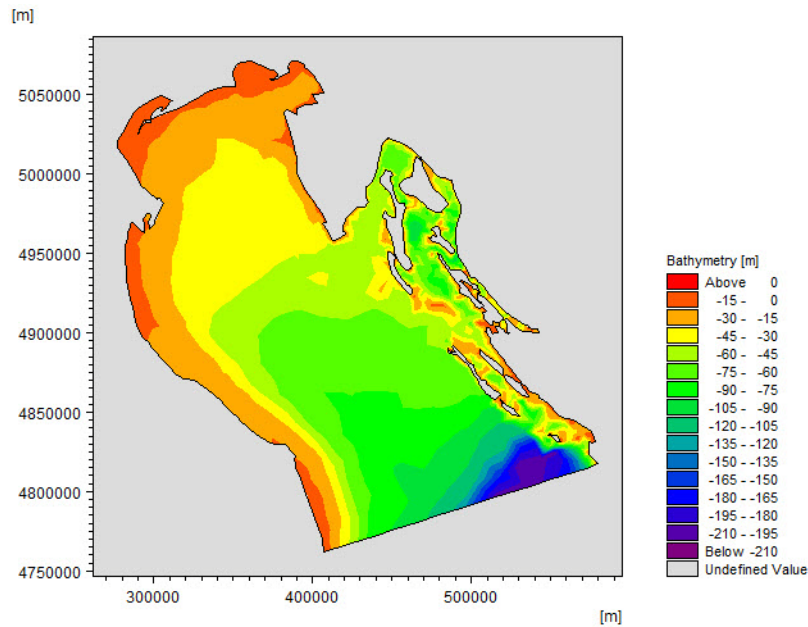 [m]
5050000
5000000
4950000
4900000
4850000
4800000
4750000
300000 400000 500000
[m]
Bathymetry [m]
Above 0
-15 - 0
-30 - -15
-45 - -30
-60 - -45
-75 - -60
-90 - -75
-105 - -90
-120 - -105
-135 - -120
-150 - -135
-165 - -150
-180 - -165
-195 - -180
-210 - -195
Below -210
Undefined Value